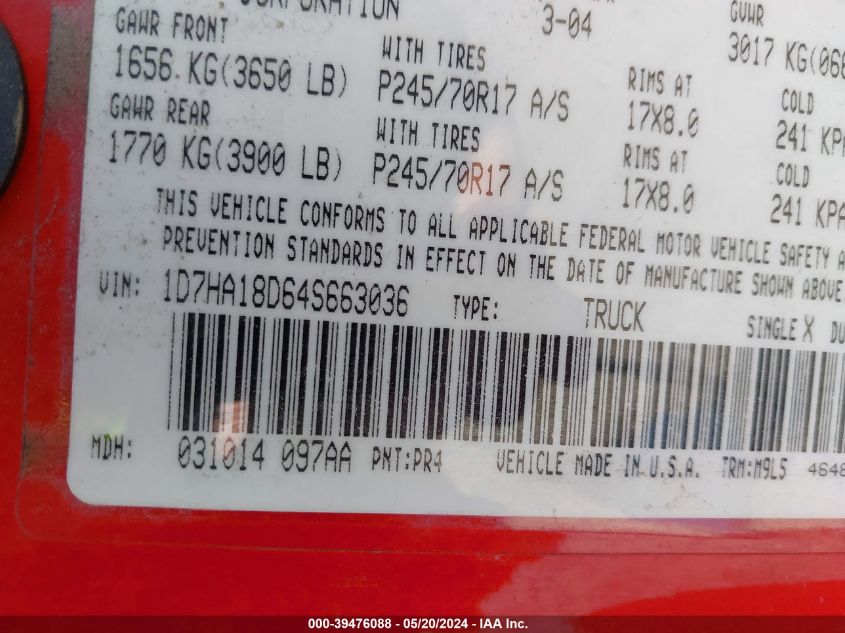 CORPORATION 3-04 GVWR
GAWR FRONT WITH TIRES 3017 KG(
1656 KG(3650 LB) P245/70R17 A/S RIMS AT COLD
17X8.0 241 KPA
GAWR REAR WITH TIRES RIMS AT COLD
1770 KG(3900 LB) P245/70R17 A/S 17X8.0 241 KPA
THIS VEHICLE CONFORMS TO ALL APPLICABLE FEDERAL MOTOR VEHICLE SAFETY A
PREVENTION STANDARDS IN EFFECT ON THE DATE OF MANUFACTURE SHOWN ABOVE.
VIN: 1D7HA18D64S663036 TYPE: TRUCK SINGLE X DU
MDH: 031014 097AA PNT:PR4 VEHICLE MADE IN U.S.A. TRM:M9L5 4648
000-39476088 - 05/20/2024 - IAA Inc.